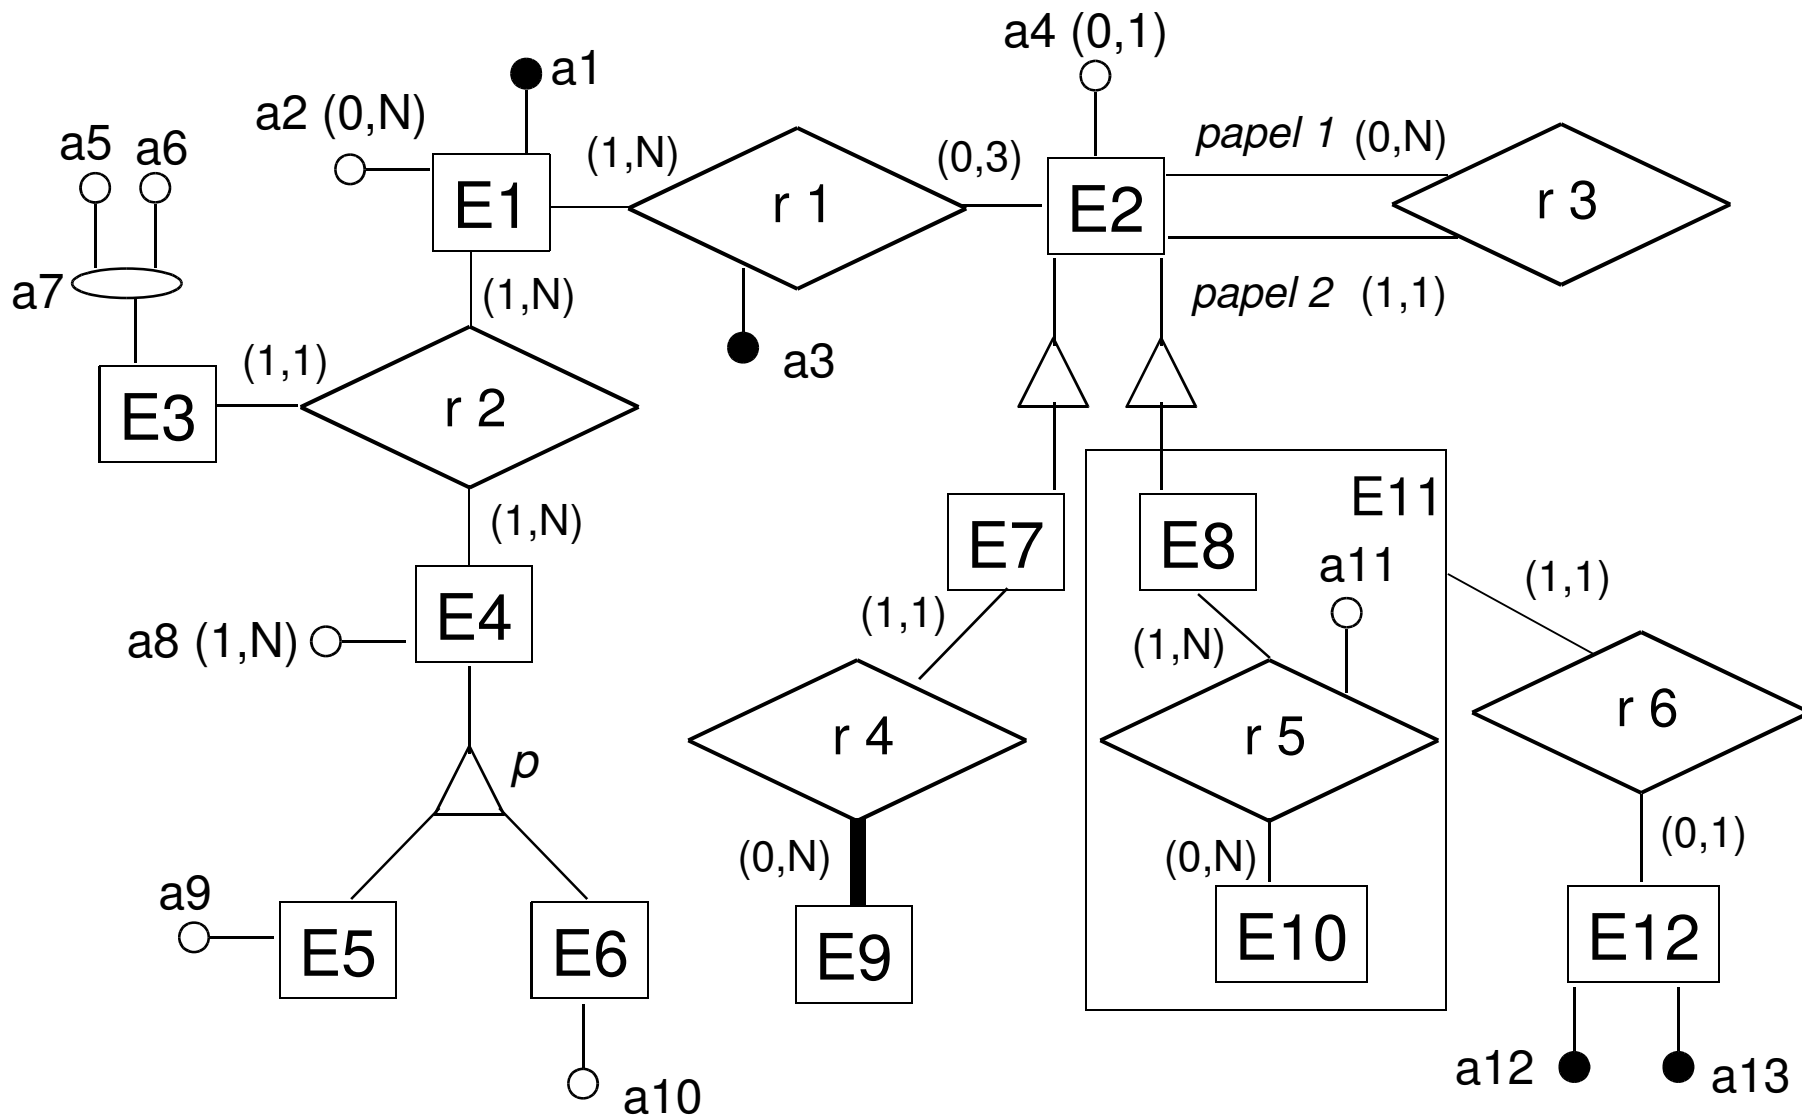 a4 (0,1)
a1
a2 (0,N)
a5
a6
(1,N)
(0,3)
papel 1
(0,N)
E1
r 1
E2
r 3
a7
(1,N)
papel 2
(1,1)
(1,1)
a3
E3
r 2
(1,N)
E11
E7
E8
a11
(1,1)
E4
(1,1)
a8 (1,N)
(1,N)
r 4
r 5
r 6
p
(0,N)
(0,N)
(0,1)
a9
E5
E6
E9
E10
E12
a10
a12
a13